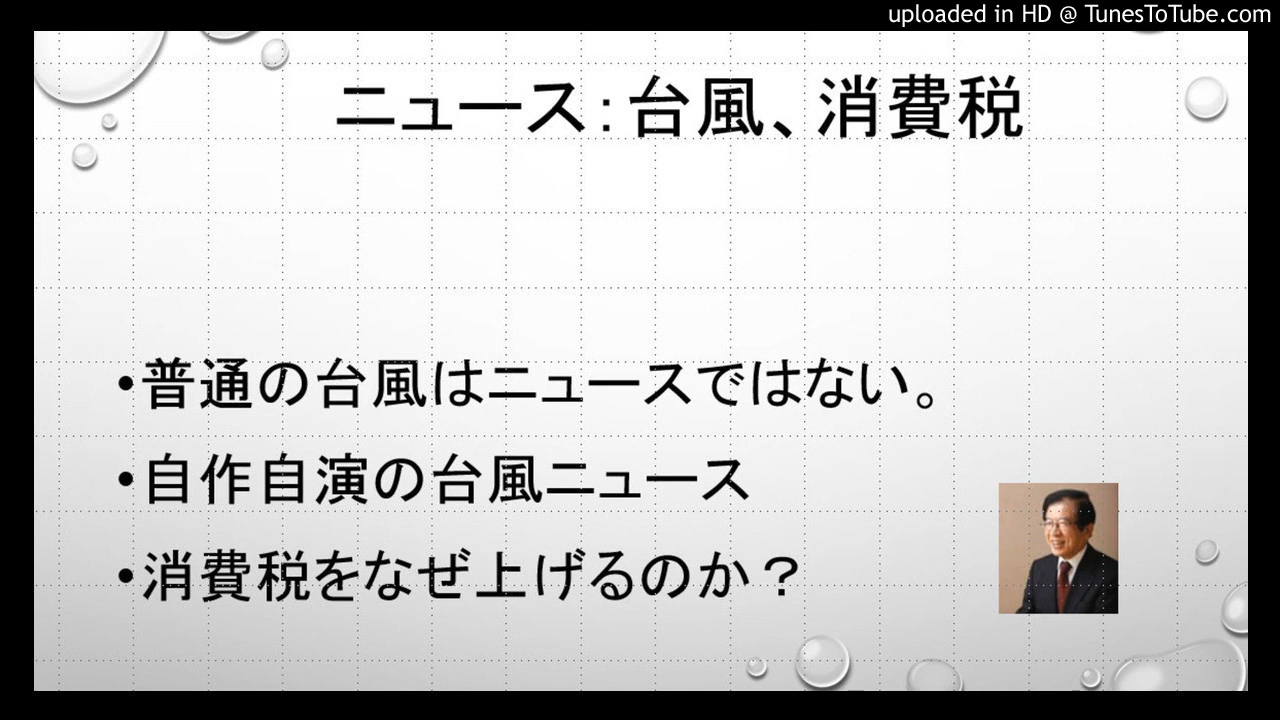 uploaded in HD @ TunesToTube.com
ニュース：台風、消費税
•普通の台風はニュースではない。
•自作自演の台風ニュース
•消費税をなぜ上げるのか？